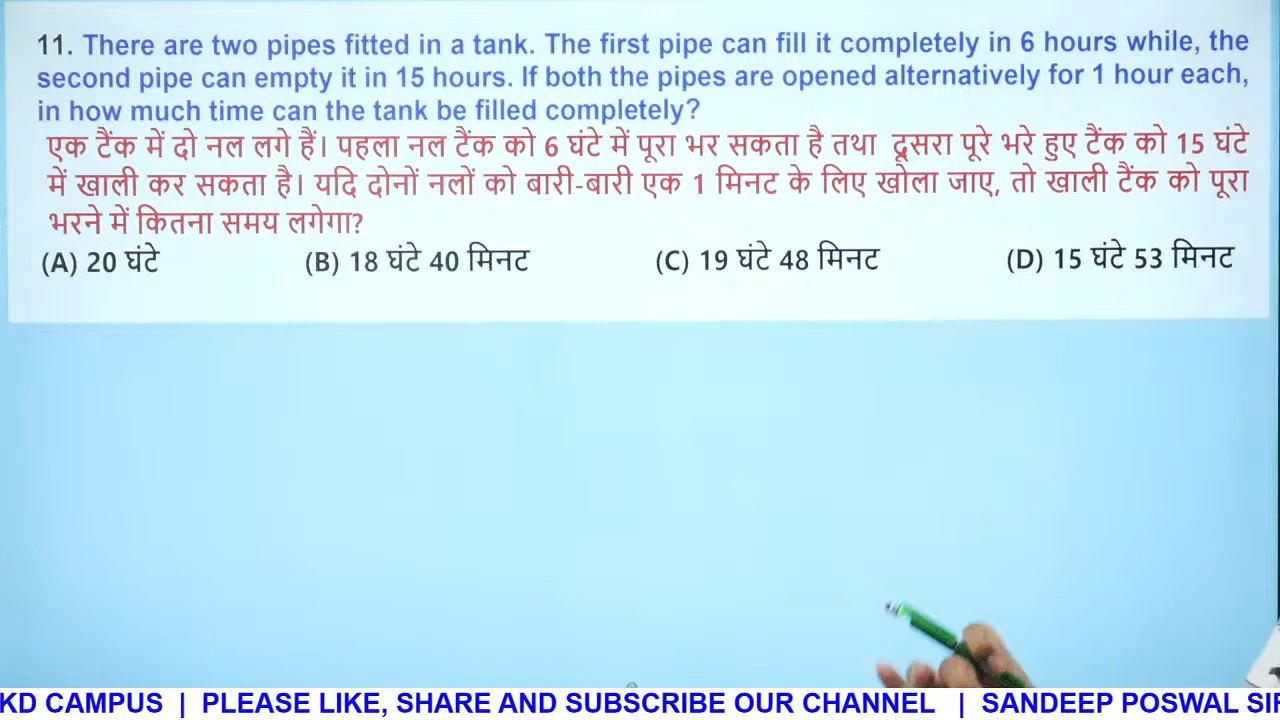 11. There are two pipes fitted in a tank. The first pipe can fill it completely in 6 hours while, the
second pipe can empty it in 15 hours. If both the pipes are opened alternatively for 1 hour each,
in how much time can the tank be filled completely?
एक टैंक में दो नल लगे हैं। पहला नल टैंक को 6 घंटे में पूरा भर सकता है तथा दूसरा पूरे भरे हुए टैंक को 15 घंटे
में खाली कर सकता है। यदि दोनों नलों को बारी-बारी एक 1 मिनट के लिए खोला जाए, तो खाली टैंक को पूरा
भरने में कितना समय लगेगा?
(A) 20 घंटे (B) 18 घंटे 40 मिनट (C) 19 घंटे 48 मिनट (D) 15 घंटे 53 मिनट
KD CAMPUS | PLEASE LIKE, SHARE AND SUBSCRIBE OUR CHANNEL | SANDEEP POSWAL SI